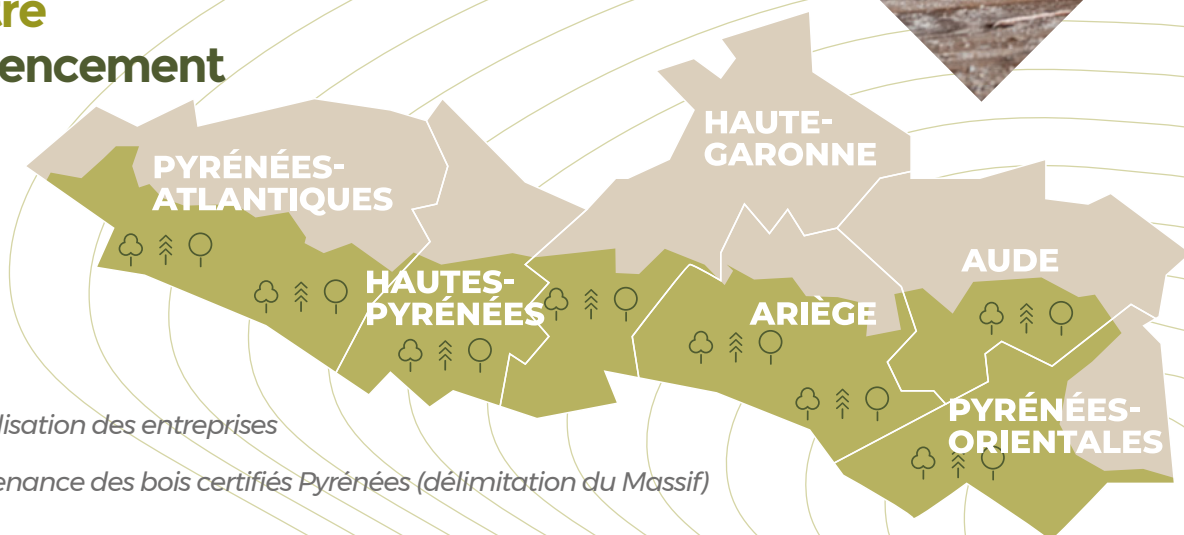 tre
encement
HAUTE-
GARONNE
PYRÉNÉES-
ATLANTIQUES
AUDE
HAUTES-
PYRÉNÉES
ARIÈGE
PYRÉNÉES-
ORIENTALES
lisation des entreprises
enance des bois certifiés Pyrénées (délimitation du Massif)